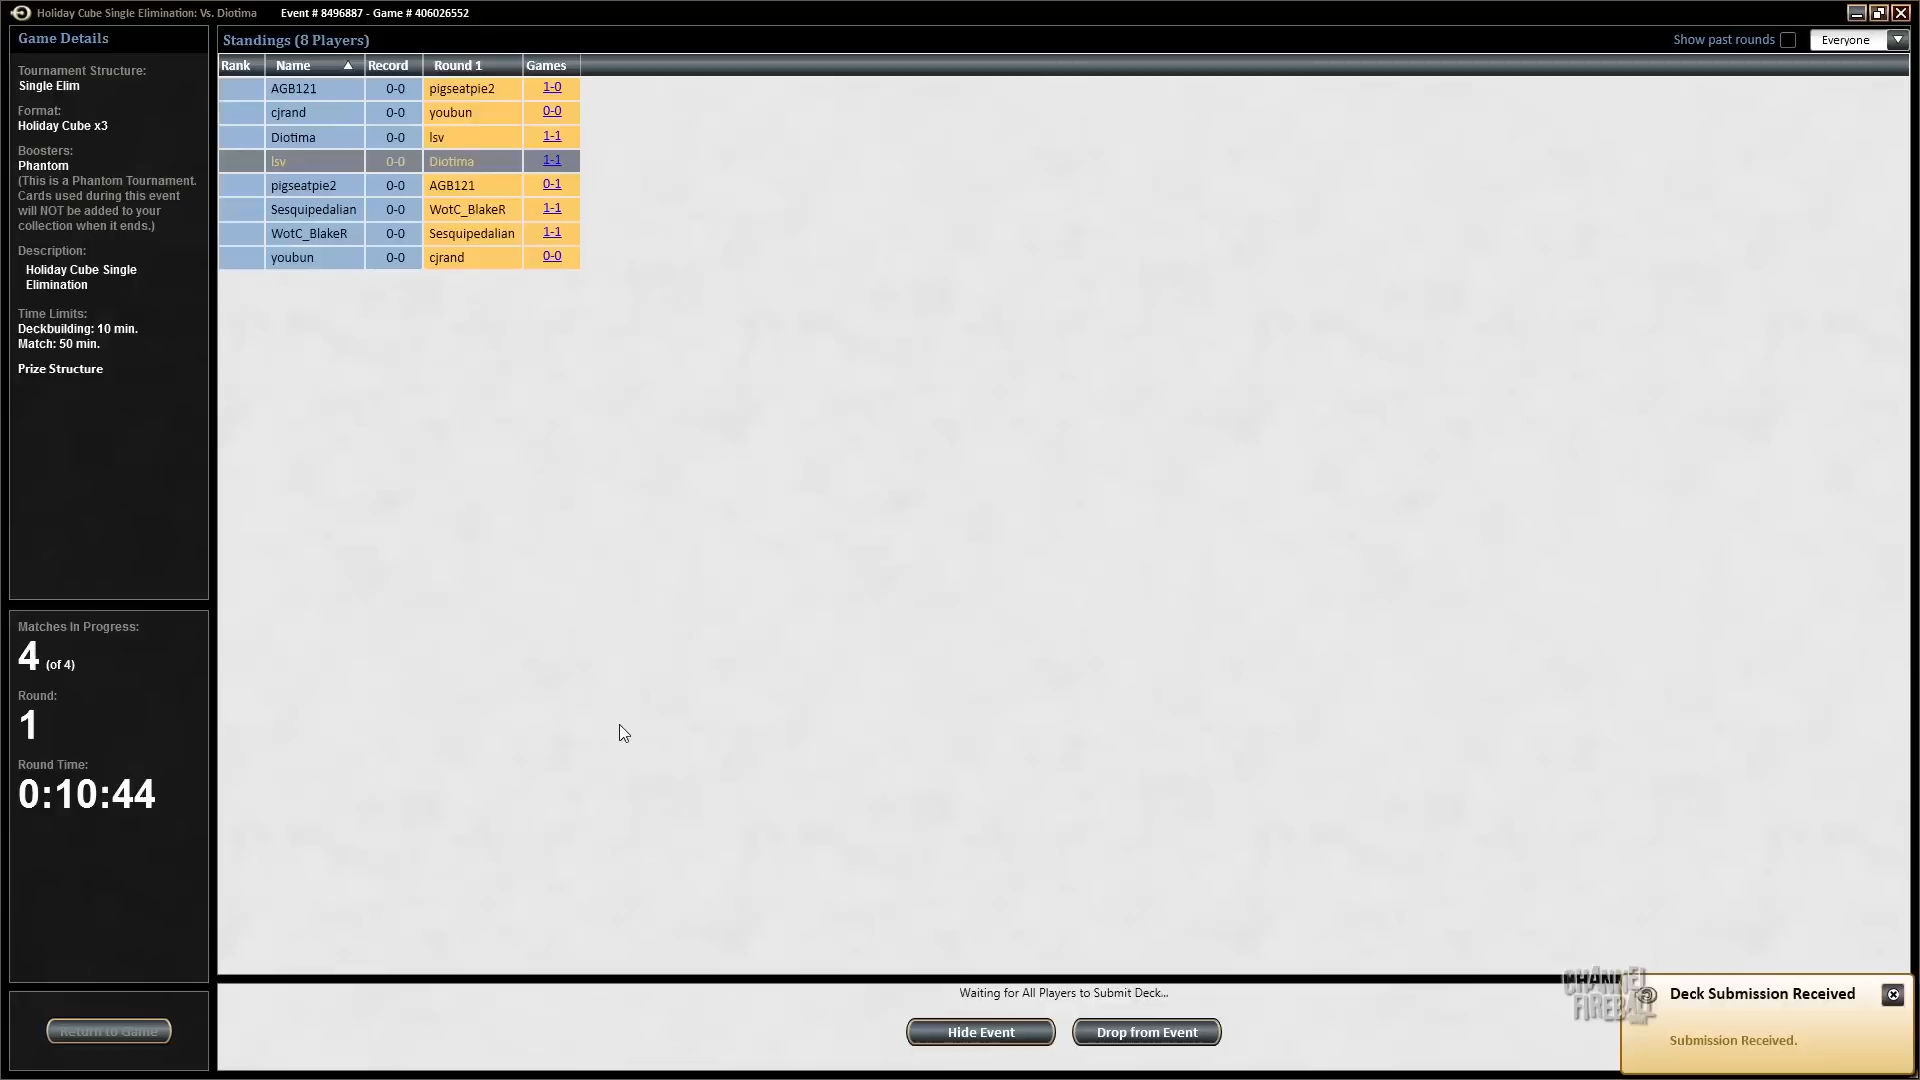 Holiday Cube Single Elimination: Vs. Diotima Event # 8496887 - Game # 406026552
Game Details
Tournament Structure:
Single Elim
Format:
Holiday Cube x3
Boosters:
Phantom
(This is a Phantom Tournament.
Cards used during this event
will NOT be added to your
collection when it ends.)
Description:
Holiday Cube Single
Elimination
Time Limits:
Deckbuilding: 10 min.
Match: 50 min.
Prize Structure
Matches In Progress:
4 (of 4)
Round:
1
Round Time:
0:10:44
Return to Game
Standings (8 Players)
Show past rounds
Everyone
Rank Name Record Round 1 Games
AGB121 0-0 pigseatpie2 1-0
cjrand 0-0 youbun 0-0
Diotima 0-0 lsv 1-1
lsv 0-0 Diotima 1-1
pigseatpie2 0-0 AGB121 0-1
Sesquipedalian 0-0 WotC_BlakeR 1-1
WotC_BlakeR 0-0 Sesquipedalian 1-1
youbun 0-0 cjrand 0-0
Waiting for All Players to Submit Deck...
Hide Event
Drop from Event
CHANNEL
FIREBALL
Deck Submission Received
Submission Received.